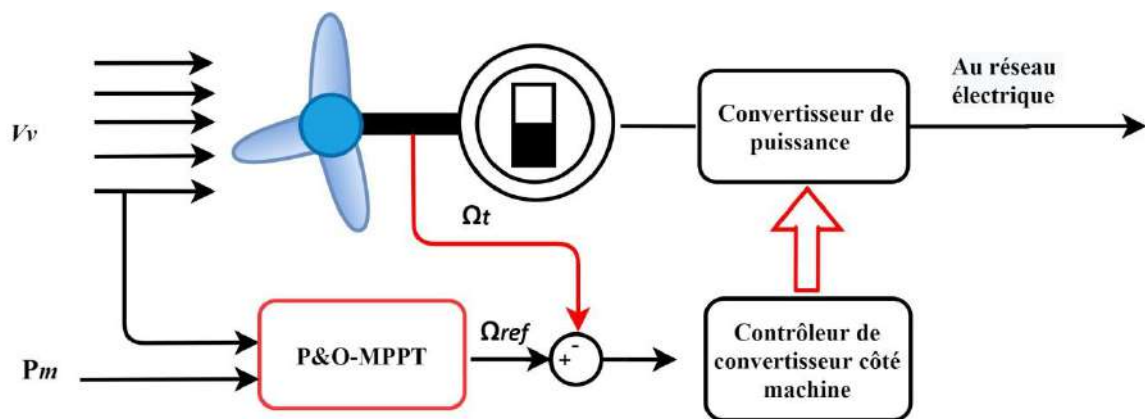 Au réseau
électrique
Vv
Convertisseur de
puissance
Ωt
Pm
P&O-MPPT
Ωref
+
-
Contrôleur de
convertisseur côté
machine